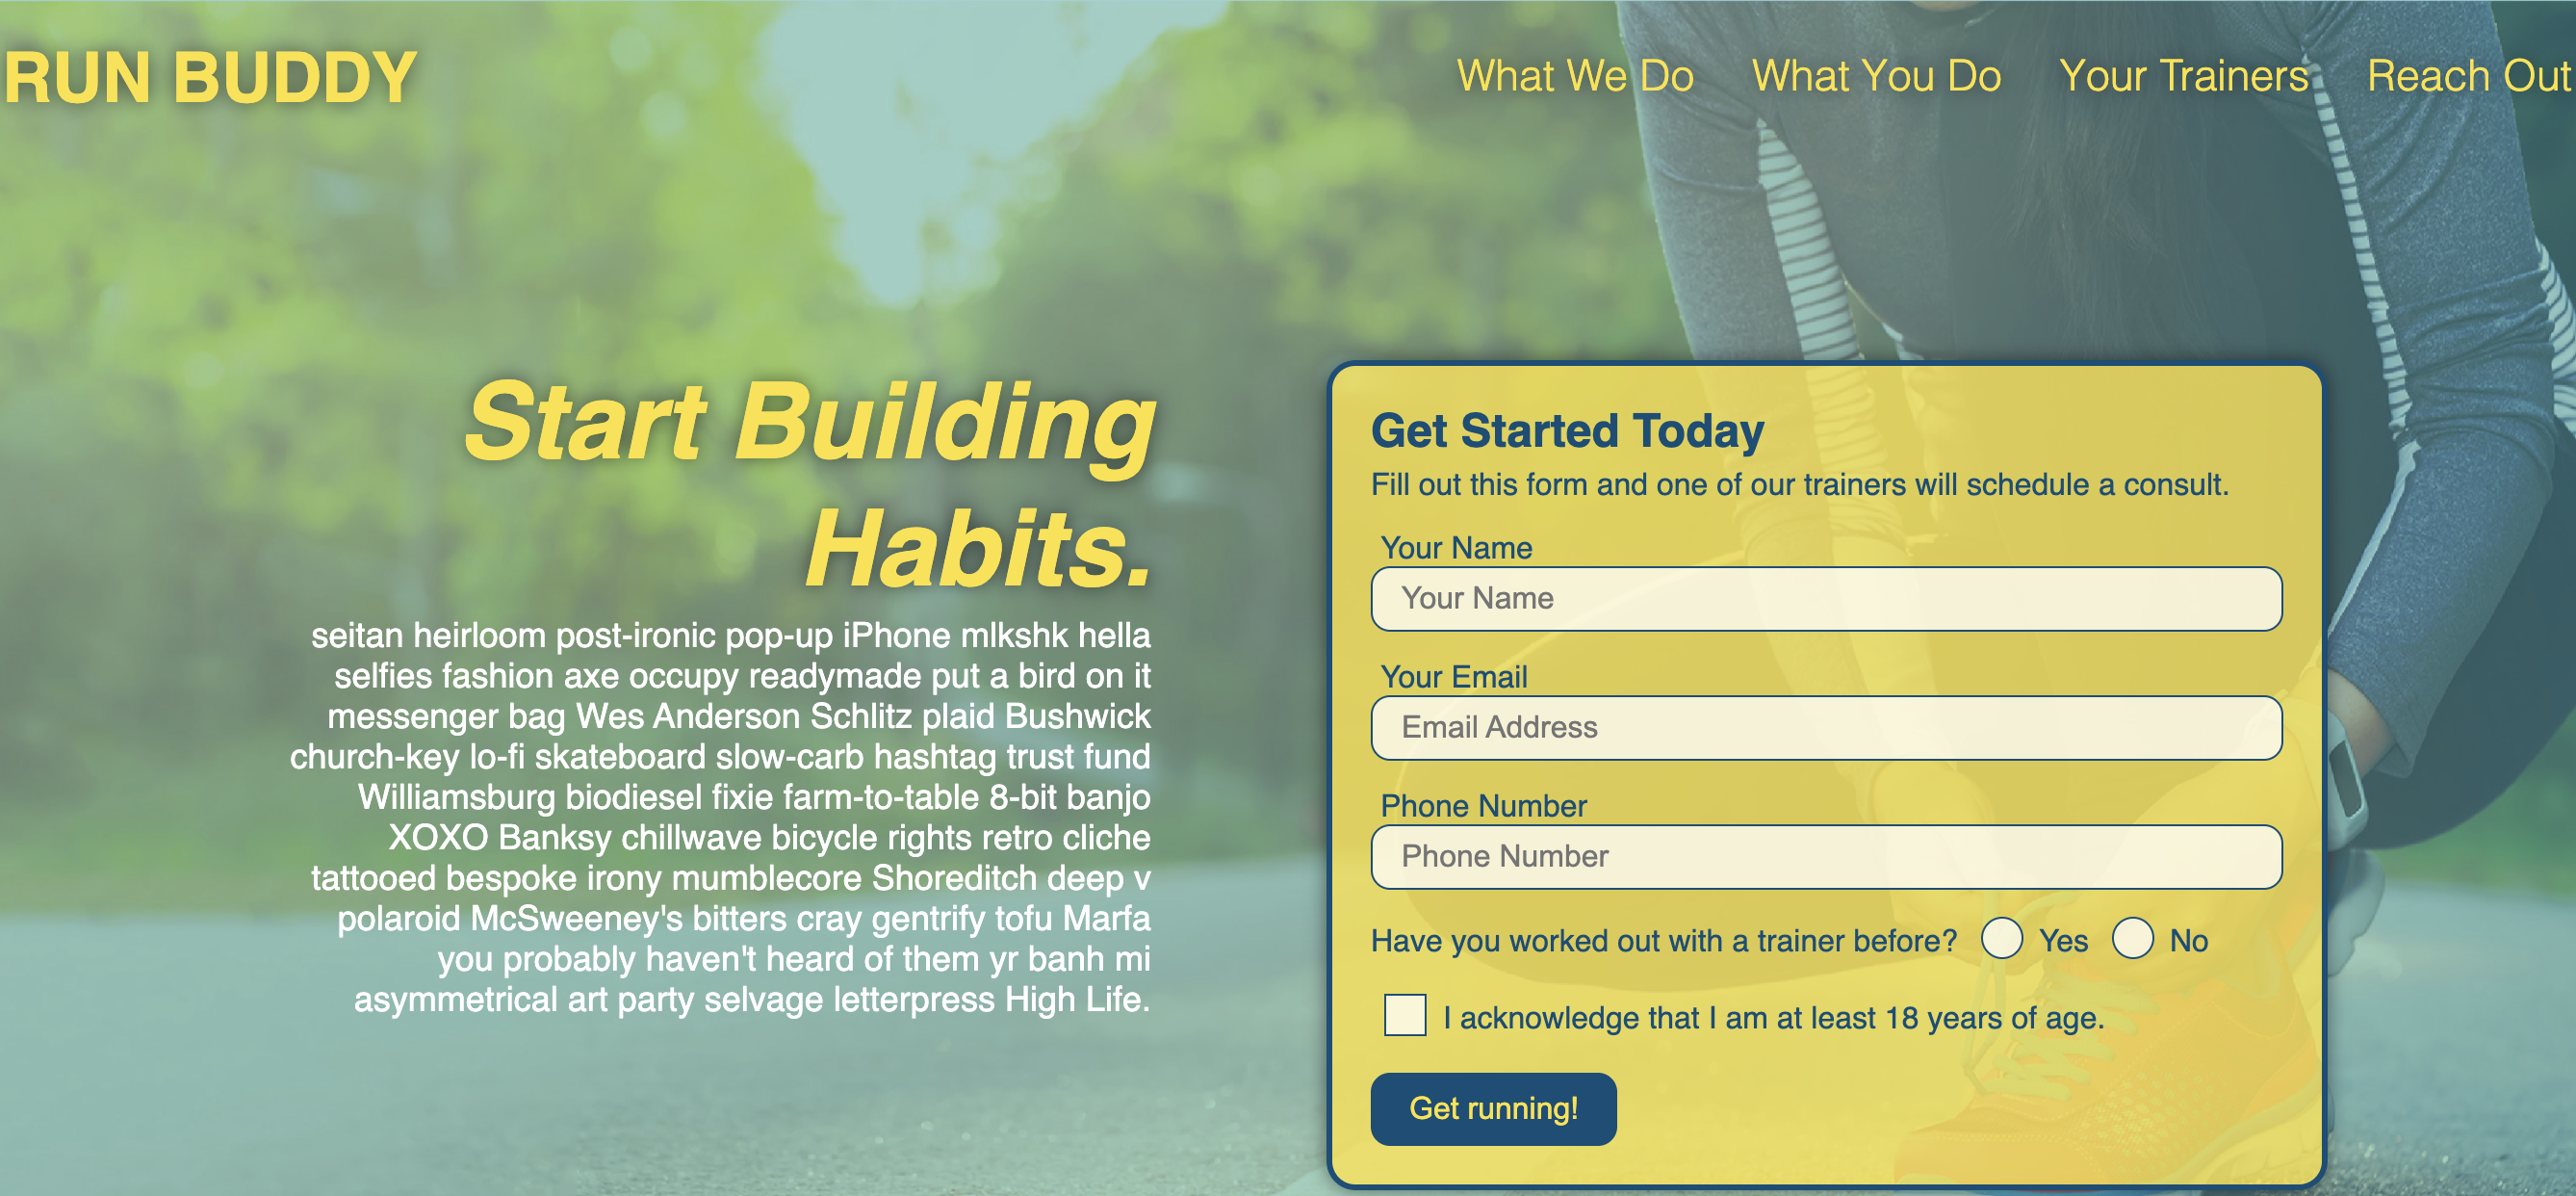 RUN BUDDY
What We Do
What You Do
Your Trainers
Reach Out
Start Building
Habits.
seitan heirloom post-ironic pop-up iPhone mlkshk hella
selfies fashion axe occupy readymade put a bird on it
messenger bag Wes Anderson Schlitz plaid Bushwick
church-key lo-fi skateboard slow-carb hashtag trust fund
Williamsburg biodiesel fixie farm-to-table 8-bit banjo
XOXO Banksy chillwave bicycle rights retro cliche
tattooed bespoke irony mumblecore Shoreditch deep v
polaroid McSweeney's bitters cray gentrify tofu Marfa
you probably haven't heard of them yr banh mi
asymmetrical art party selvage letterpress High Life.
Get Started Today
Fill out this form and one of our trainers will schedule a consult.
Your Name
Your Name
Your Email
Email Address
Phone Number
Phone Number
Have you worked out with a trainer before? Yes No
I acknowledge that I am at least 18 years of age.
Get running!